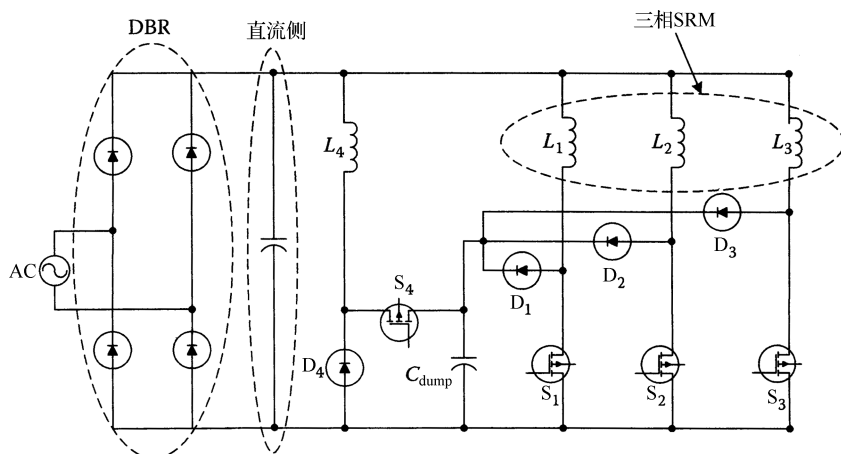 DBR
直流侧
三相SRM
L₄
L₁
L₂
L₃
D₃
AC
S₄
D₁
D₂
D₄
C_dump
S₁
S₂
S₃